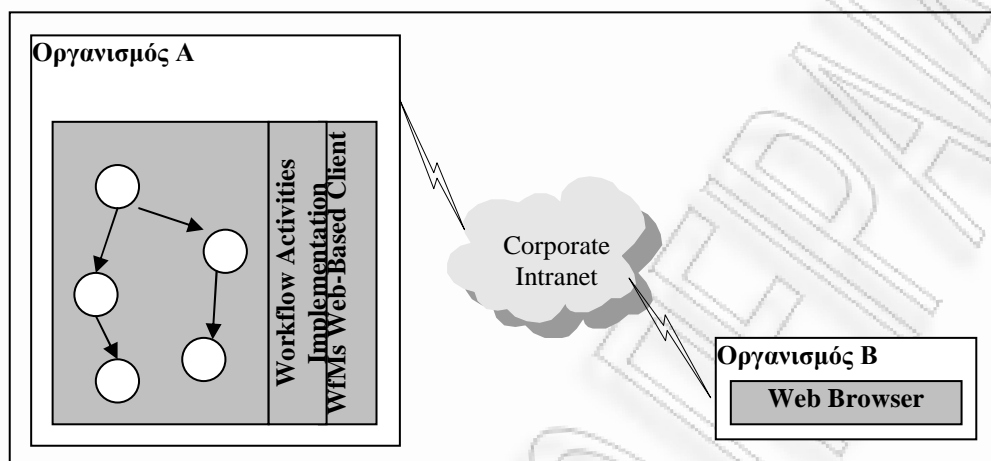 Οργανισμός Α
Workflow Activities
Implementation
WfMs Web-Based Client
Corporate
Intranet
Οργανισμός Β
Web Browser